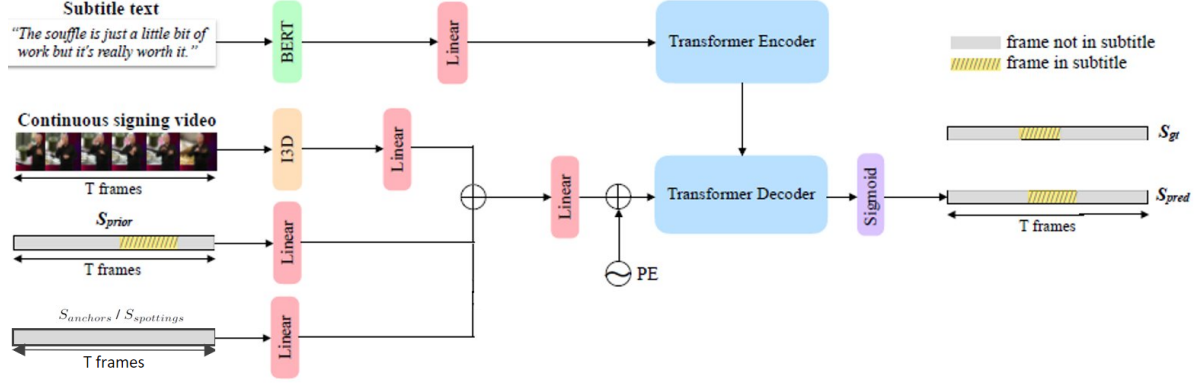 Subtitle text
“The souffle is just a little bit of
work but it's really worth it.”
BERT
Linear
Transformer Encoder
frame not in subtitle
frame in subtitle
Continuous signing video
I3D
Linear
T frames
S_gt
Linear
Transformer Decoder
Sigmoid
S_pred
T frames
S_prior
Linear
T frames
PE
S_anchors / S_spottings
Linear
T frames